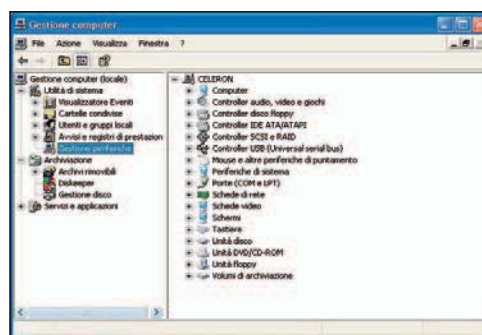 Gestione computer
File Azione Visualizza Finestra ?
Gestione computer (locale)
Utilità di sistema
Visualizzatore Eventi
Cartelle condivise
Utenti e gruppi locali
Avvisi e registri di prestazion
Gestione periferiche
Archiviazione
Archivi rimovibili
Diskeeper
Gestione disco
Servizi e applicazioni
CELERON
Computer
Controller audio, video e giochi
Controller disco floppy
Controller IDE ATA/ATAPI
Controller SCSI e RAID
Controller USB (Universal serial bus)
Mouse e altre periferiche di puntamento
Periferiche di sistema
Porte (COM e LPT)
Schede di rete
Schede video
Schermi
Tastiere
Unità disco
Unità DVD/CD-ROM
Unità floppy
Volumi di archiviazione